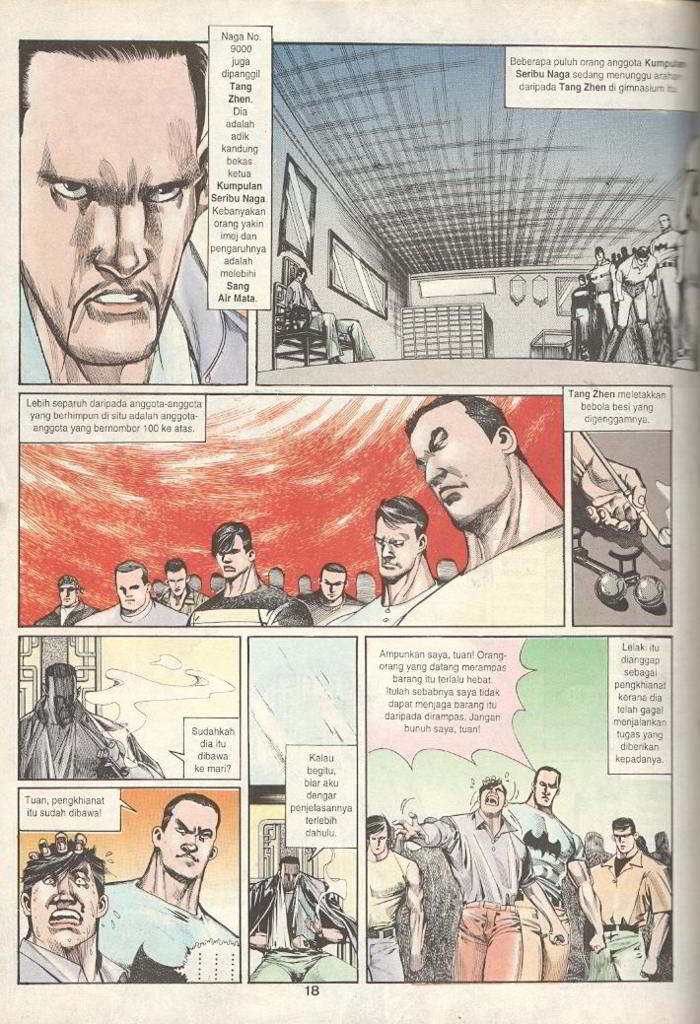 Naga No.
9000
juga
dipanggil
Tang
Zhen.
Dia
adalah
adik
kandung
bekas
ketua
Kumpulan
Seribu Naga.
Kebanyakan
orang yakin
imej dan
pengaruhnya
adalah
melebihi
Sang
Air Mata.
Beberapa puluh orang anggota Kumpulan
Seribu Naga sedang menunggu arahan
daripada Tang Zhen di gimnasium itu.
Lebih separuh daripada anggota-anggota
yang berhimpun di situ adalah anggota-
anggota yang bernombor 100 ke atas.
Tang Zhen meletakkan
bebola besi yang
digenggamnya.
Sudahkah
dia itu
dibawa
ke mari?
Tuan, pengkhianat
itu sudah dibawa!
Kalau
begitu,
biar aku
dengar
penjelasannya
terlebih
dahulu.
Ampunkan saya, tuan! Orang-
orang yang datang merampas
barang itu terlalu hebat.
Itulah sebabnya saya tidak
dapat menjaga barang itu
daripada dirampas. Jangan
bunuh saya, tuan!
Lelaki itu
dianggap
sebagai
pengkhianat
kerana dia
telah gagal
menjalankan
tugas yang
diberikan
kepadanya.
18